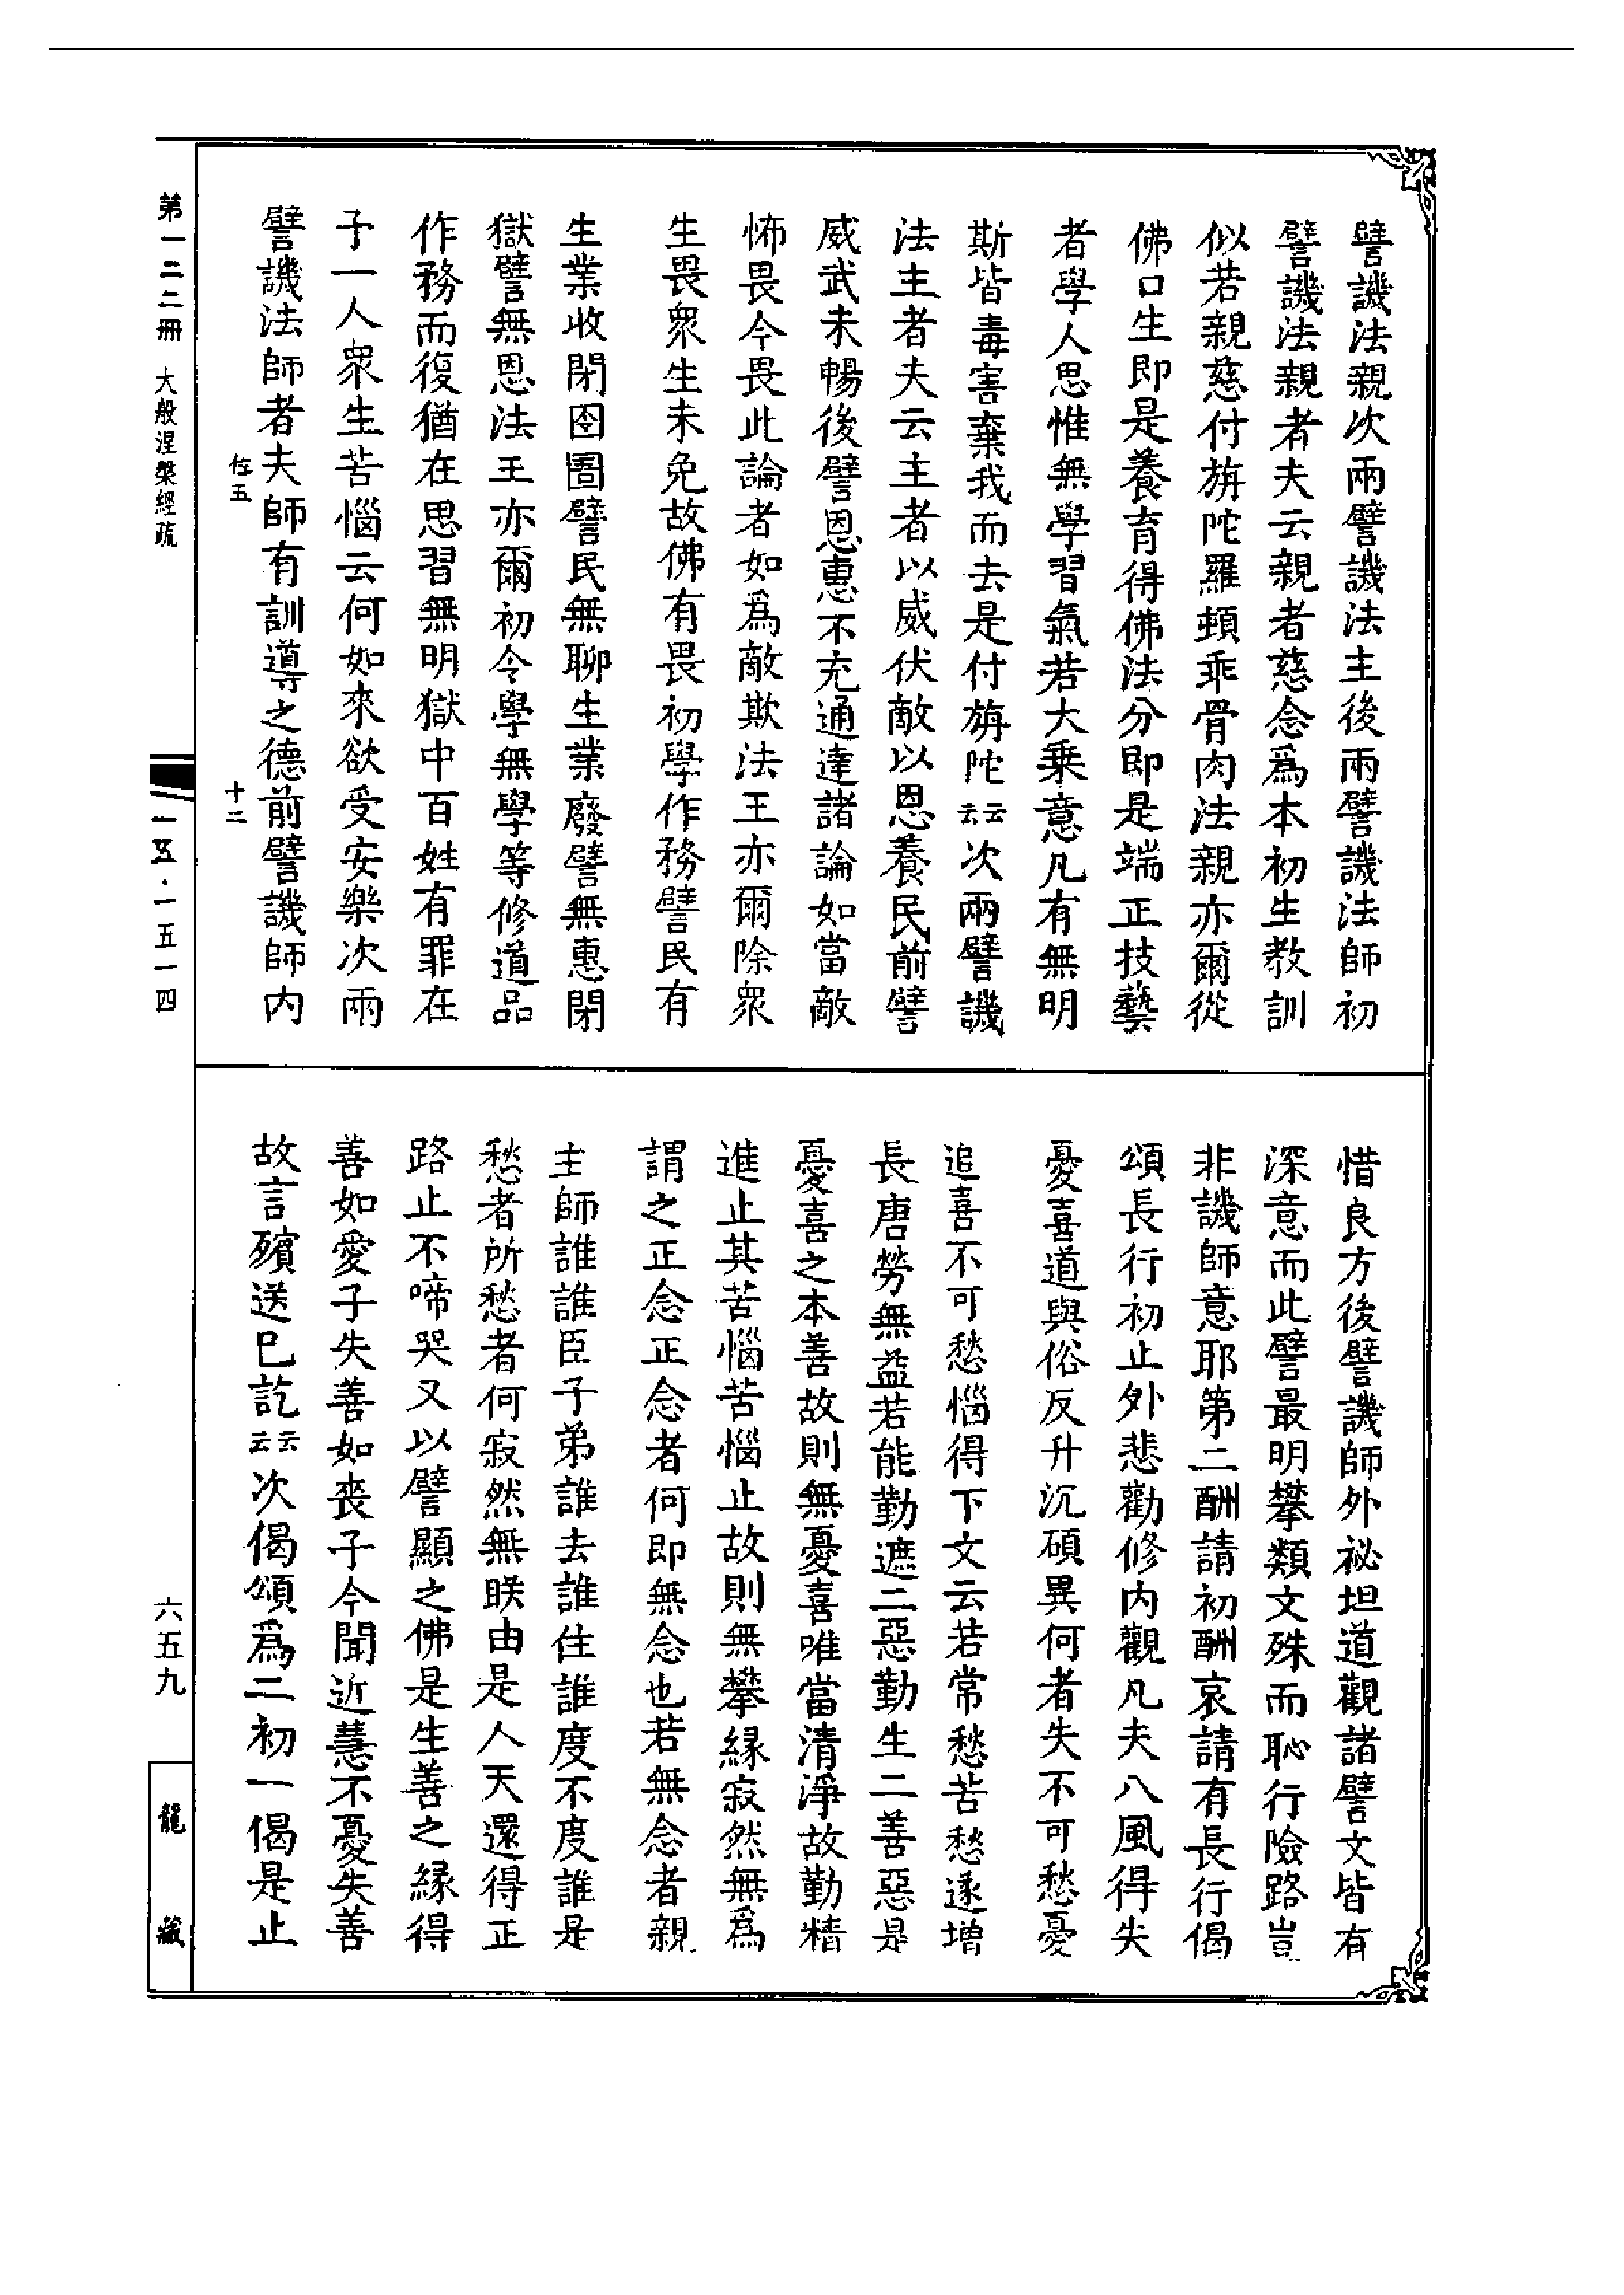 譬譏法親次兩譬譏法主後兩譬譏法師初
譬譏法親者夫云親者慈念爲本初生教訓
似若親慈付旃陀羅頓乖骨肉法親亦爾從
佛口生即是養育得佛法分即是端正技藝
者學人思惟無學習氣若大乗意凡有無明
斯皆毒害棄我而去是付旃陀云云次兩譬譏
法主者夫云主者以威伏敵以恩養民前譬
威武未暢後譬恩惠不充通達諸論如當敵
怖畏今畏此論者如爲敵欺法王亦爾除衆
生畏衆生未免故佛有畏初學作務譬民有
生業收閉囹圄譬民無聊生業廢譬無惠閉
獄譬無恩法王亦爾初令學無學等修道品
作務而復猶在思習無明獄中百姓有罪在
予一人衆生苦惱云何如來欲受安樂次兩
譬譏法師者夫師有訓導之德前譬譏師内
惜良方後譬譏師外祕坦道觀諸譬文皆有
深意而此譬最明攀類文殊而恥行險路豈
非譏師意耶第二酬請初酬哀請有長行偈
頌長行初止外悲勸修内觀凡夫八風得失
憂喜道與俗反升沉碩異何者失不可愁憂
追喜不可愁惱得下文云若常愁苦愁遂增
長唐勞無益若能勤遮二惡勤生二善惡是
憂喜之本善故則無憂喜唯當清淨故勤精
進止其苦惱苦惱止故則無攀緣寂然無爲
謂之正念正念者何即無念也若無念者親
主師誰誰臣子弟誰去誰住誰度不度誰是
愁者所愁者何寂然無朕由是人天還得正
路止不啼哭又以譬顯之佛是生善之縁得
善如愛子失善如喪子今聞近慧不憂失善
故言殯送已訖云云次偈頌爲二初一偈是止
第一二二冊 大般涅槃經疏
仼五 十二
一五·一五一四
六五九
龍藏